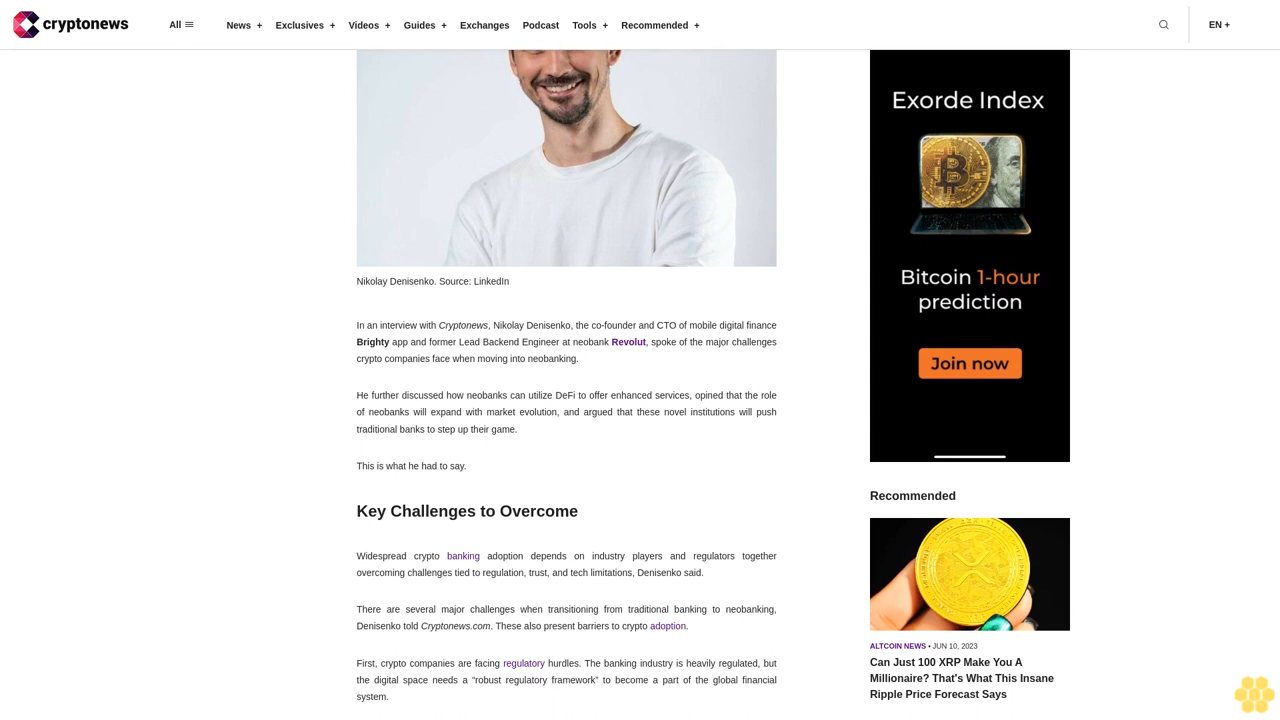 cryptonews
All
News +
Exclusives +
Videos +
Guides +
Exchanges
Podcast
Tools +
Recommended +
EN +
Nikolay Denisenko. Source: LinkedIn
In an interview with Cryptonews, Nikolay Denisenko, the co-founder and CTO of mobile digital finance
Brighty app and former Lead Backend Engineer at neobank Revolut, spoke of the major challenges
crypto companies face when moving into neobanking.
He further discussed how neobanks can utilize DeFi to offer enhanced services, opined that the role
of neobanks will expand with market evolution, and argued that these novel institutions will push
traditional banks to step up their game.
This is what he had to say.
Key Challenges to Overcome
Widespread crypto banking adoption depends on industry players and regulators together
overcoming challenges tied to regulation, trust, and tech limitations, Denisenko said.
There are several major challenges when transitioning from traditional banking to neobanking,
Denisenko told Cryptonews.com. These also present barriers to crypto adoption.
First, crypto companies are facing regulatory hurdles. The banking industry is heavily regulated, but
the digital space needs a “robust regulatory framework” to become a part of the global financial
system.
Exorde Index
Bitcoin 1-hour
prediction
Join now
Recommended
ALTCOIN NEWS • JUN 10, 2023
Can Just 100 XRP Make You A
Millionaire? That's What This Insane
Ripple Price Forecast Says